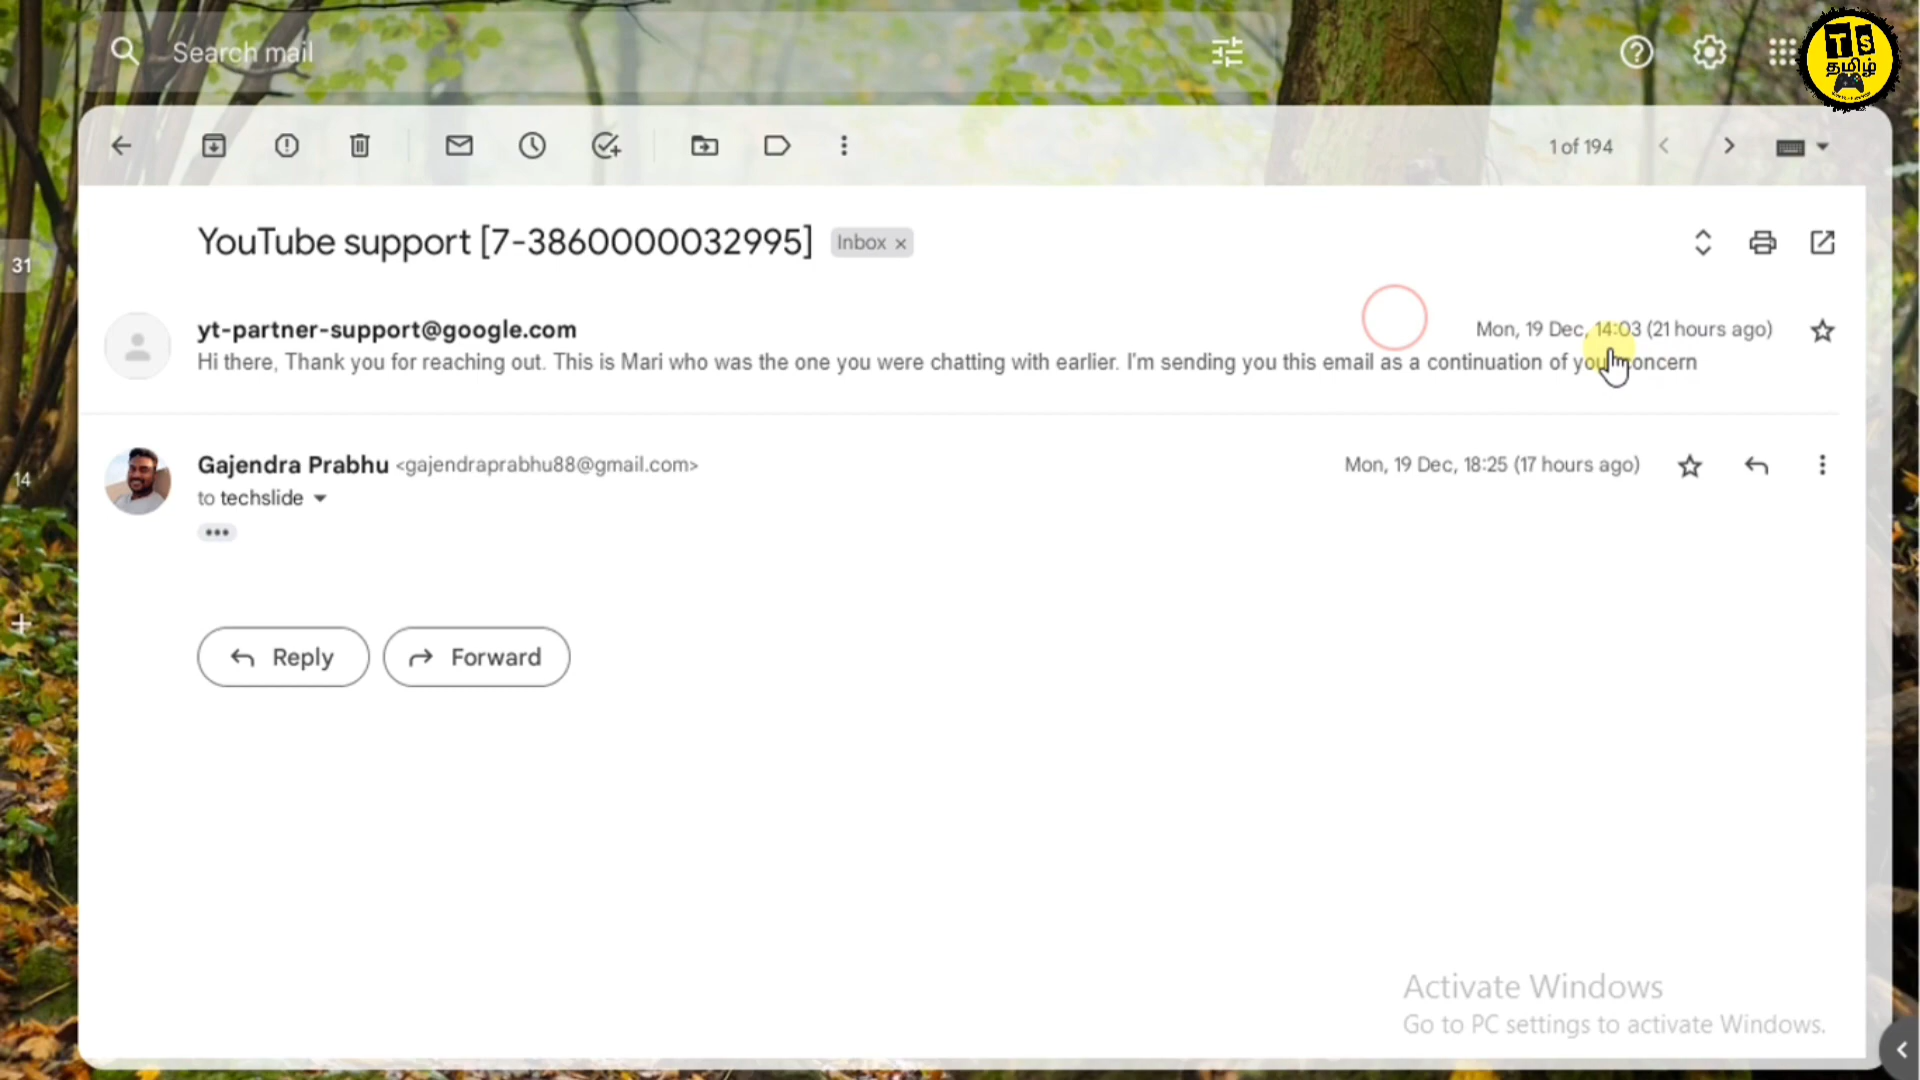 Search mail
TS
தமிழ்
1 of 194
YouTube support [7-3860000032995]
Inbox ×
31
yt-partner-support@google.com
Mon, 19 Dec, 14:03 (21 hours ago)
Hi there, Thank you for reaching out. This is Mari who was the one you were chatting with earlier. I'm sending you this email as a continuation of your concern
14
Gajendra Prabhu <gajendraprabhu88@gmail.com>
Mon, 19 Dec, 18:25 (17 hours ago)
to techslide
Reply
Forward
Activate Windows
Go to PC settings to activate Windows.